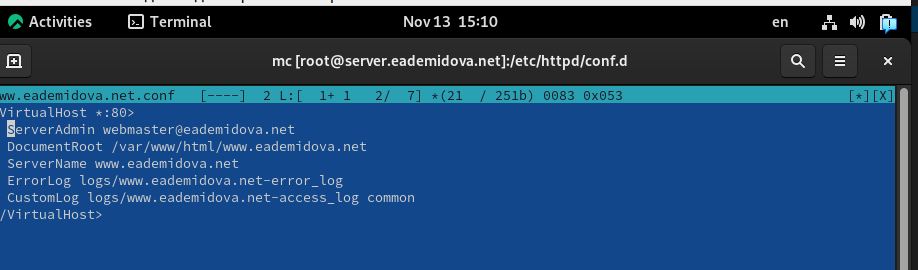 Activities Terminal Nov 13 15:10 en
mc [root@server.eademidova.net]:/etc/httpd/conf.d
ww.eademidova.net.conf [----] 2 L:[ 1+ 1 2/ 7] *(21 / 251b) 0083 0x053 [*][X]
VirtualHost *:80>
ServerAdmin webmaster@eademidova.net
DocumentRoot /var/www/html/www.eademidova.net
ServerName www.eademidova.net
ErrorLog logs/www.eademidova.net-error_log
CustomLog logs/www.eademidova.net-access_log common
/VirtualHost>